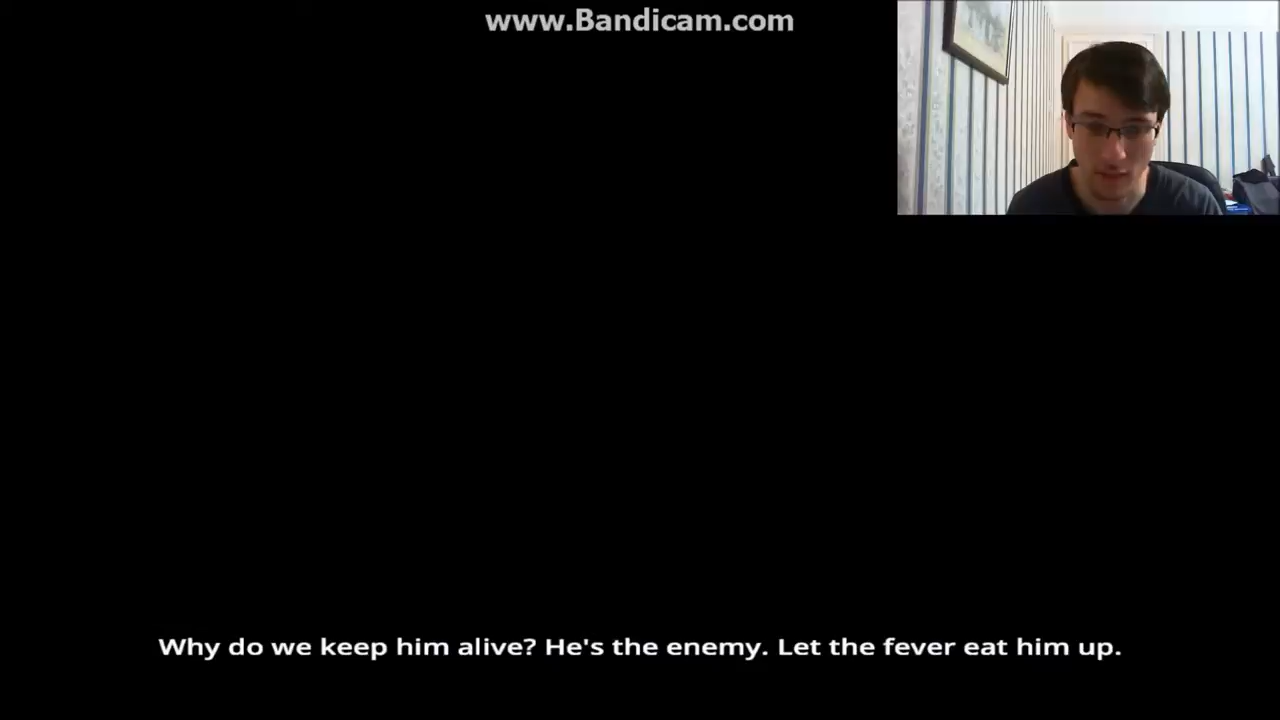 www.Bandicam.com
Why do we keep him alive? He's the enemy. Let the fever eat him up.